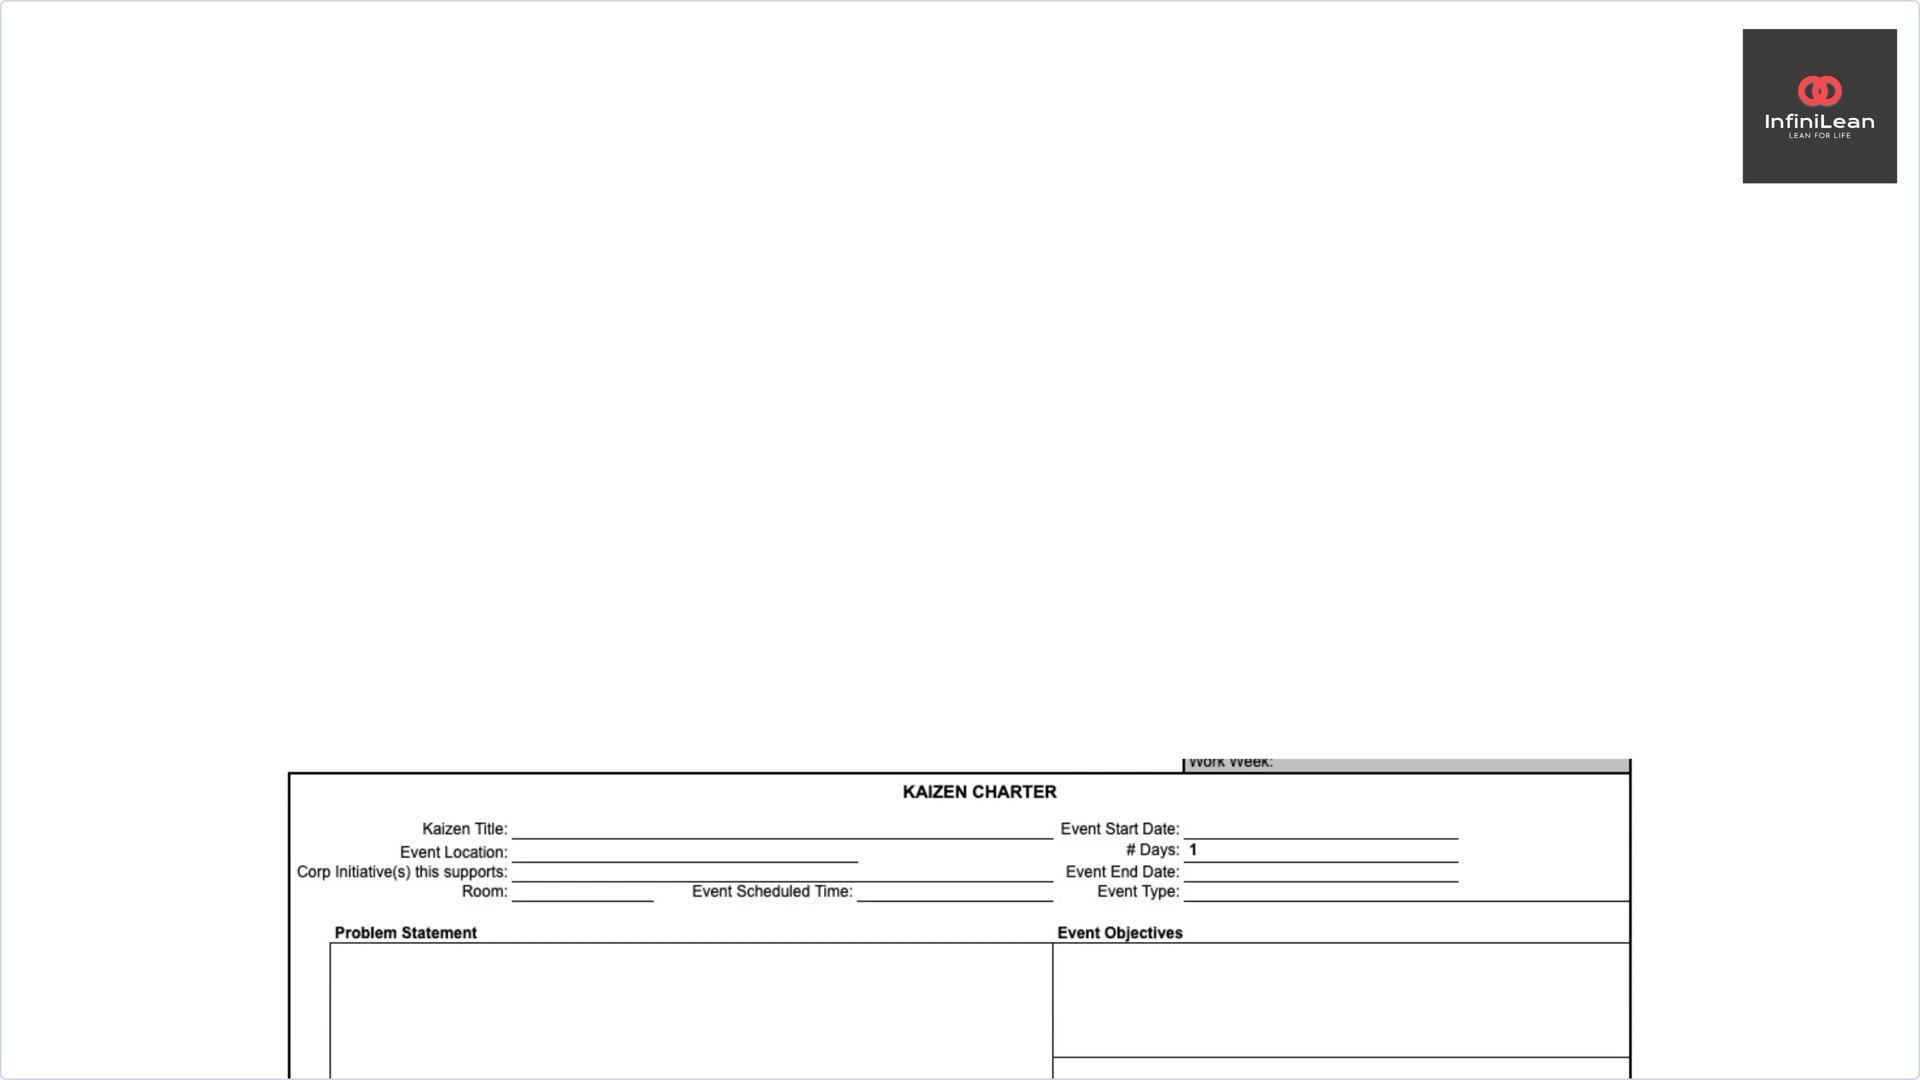 InfiniLean
LEAN FOR LIFE
Work Week:
KAIZEN CHARTER
Kaizen Title: Event Start Date:
Event Location: # Days: 1
Corp Initiative(s) this supports: Event End Date:
Room: Event Scheduled Time: Event Type:
Problem Statement Event Objectives